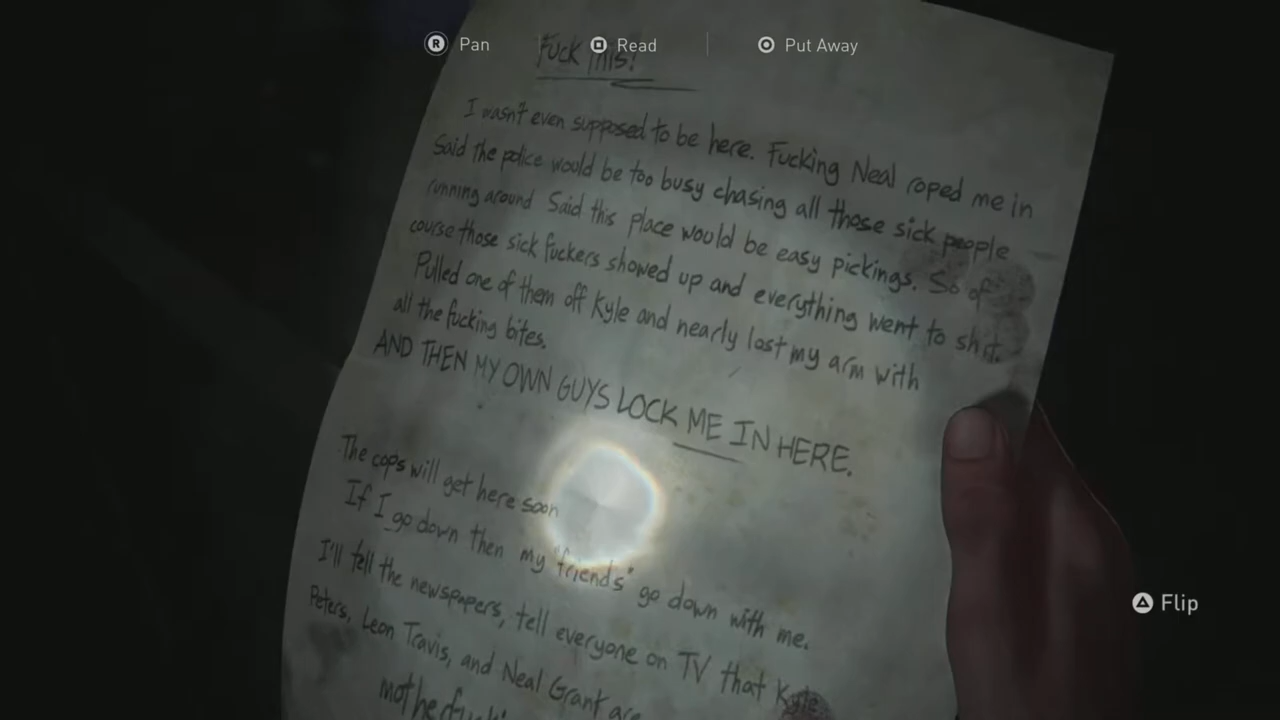 R Pan Read Put Away
Fuck This!
I wasn't even supposed to be here. Fucking Neal roped me in
Said the police would be too busy chasing all those sick people
running around Said this place would be easy pickings. So of
course those sick fuckers showed up and everything went to shit.
Pulled one of them off Kyle and nearly lost my arm with
all the fucking bites.
AND THEN MY OWN GUYS LOCK ME IN HERE.
The cops will get here soon
If I go down then my "friends" go down with me.
I'll tell the newspapers, tell everyone on TV that Kyle
Peters, Leon Travis, and Neal Grant are
Flip